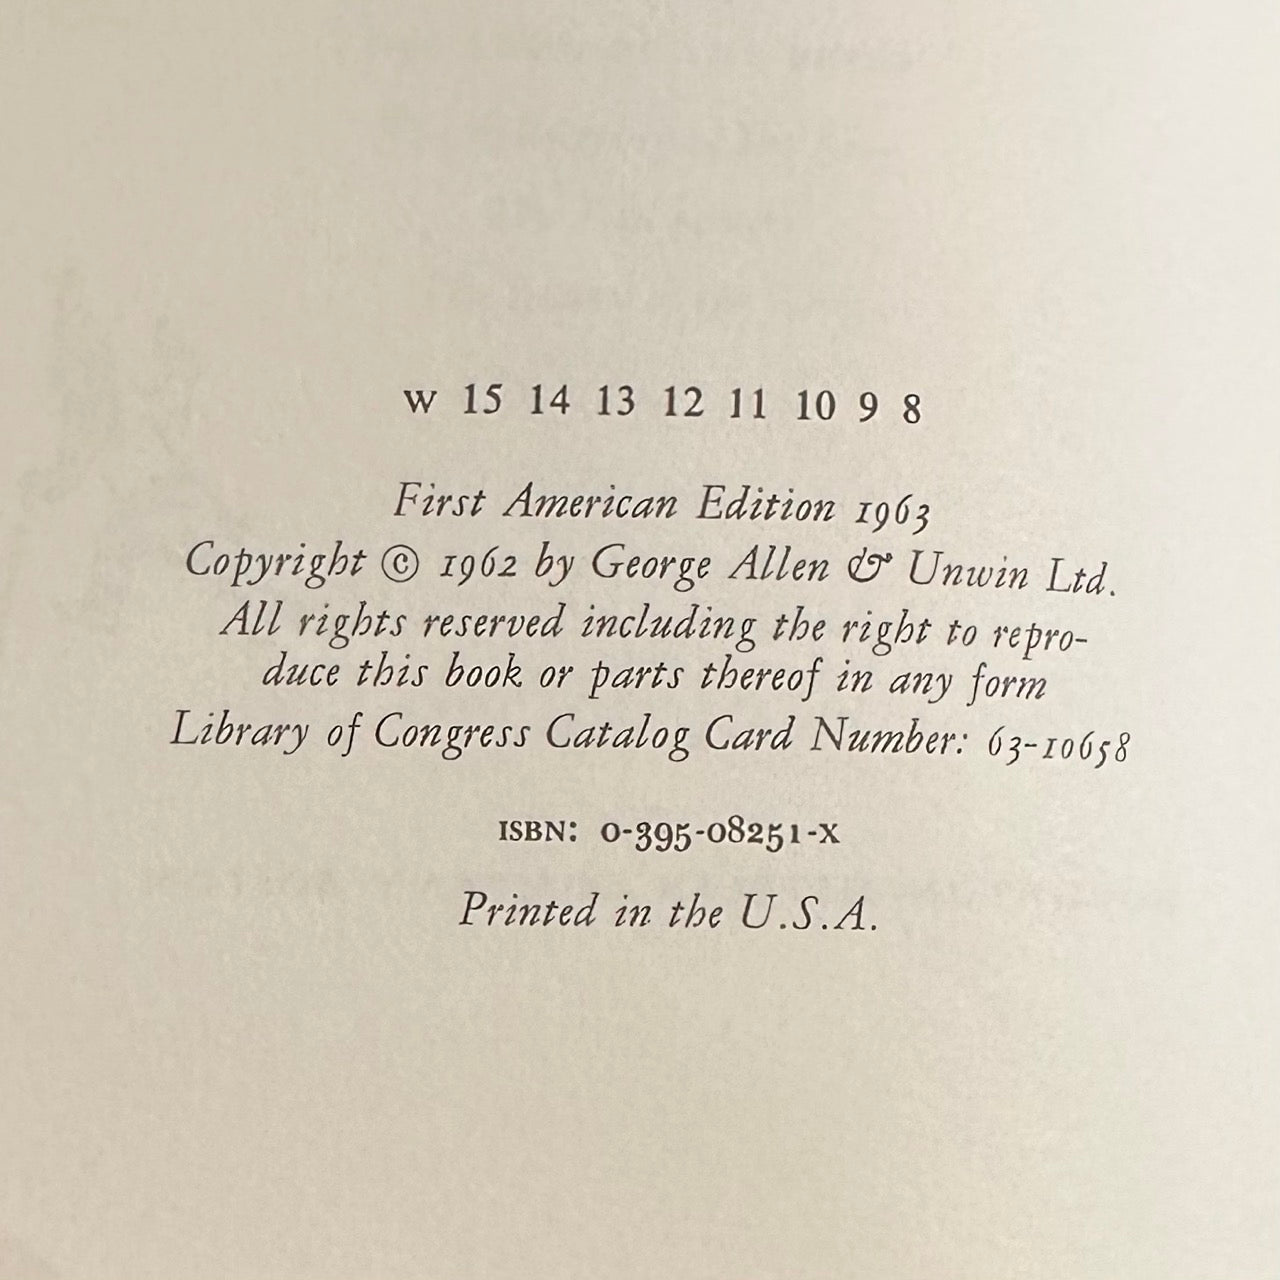 W 15 14 13 12 11 10 9 8
First American Edition 1963
Copyright © 1962 by George Allen & Unwin Ltd.
All rights reserved including the right to repro-
duce this book or parts thereof in any form
Library of Congress Catalog Card Number: 63-10658
ISBN: 0-395-08251-X
Printed in the U.S.A.